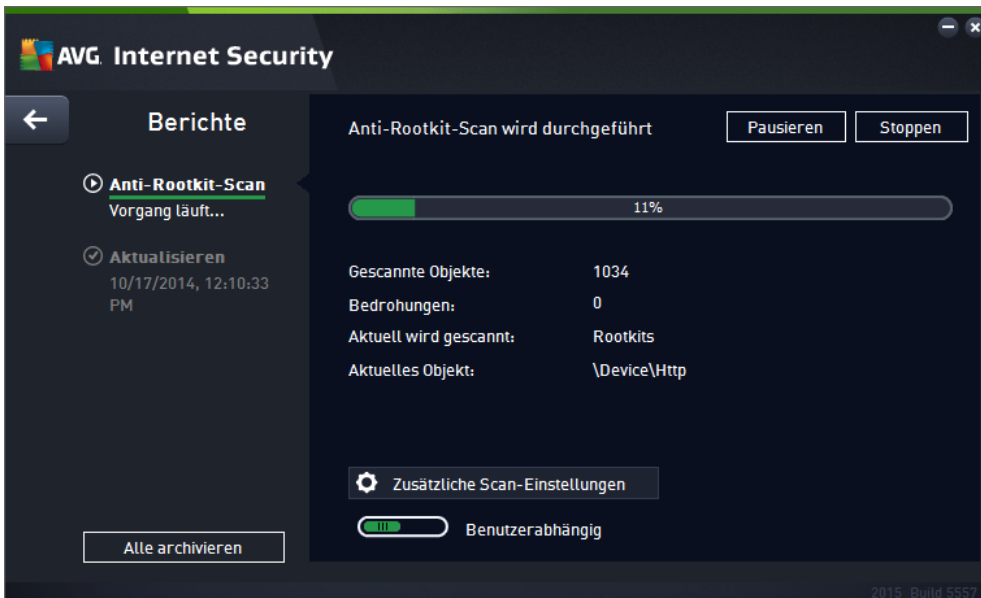 AVG. Internet Security
Berichte
Anti-Rootkit-Scan
Vorgang läuft...
Aktualisieren
10/17/2014, 12:10:33
PM
Alle archivieren
Anti-Rootkit-Scan wird durchgeführt
Pausieren
Stoppen
11%
Gescannte Objekte: 1034
Bedrohungen: 0
Aktuell wird gescannt: Rootkits
Aktuelles Objekt: \Device\Http
Zusätzliche Scan-Einstellungen
Benutzerabhängig
2015 Build 5557